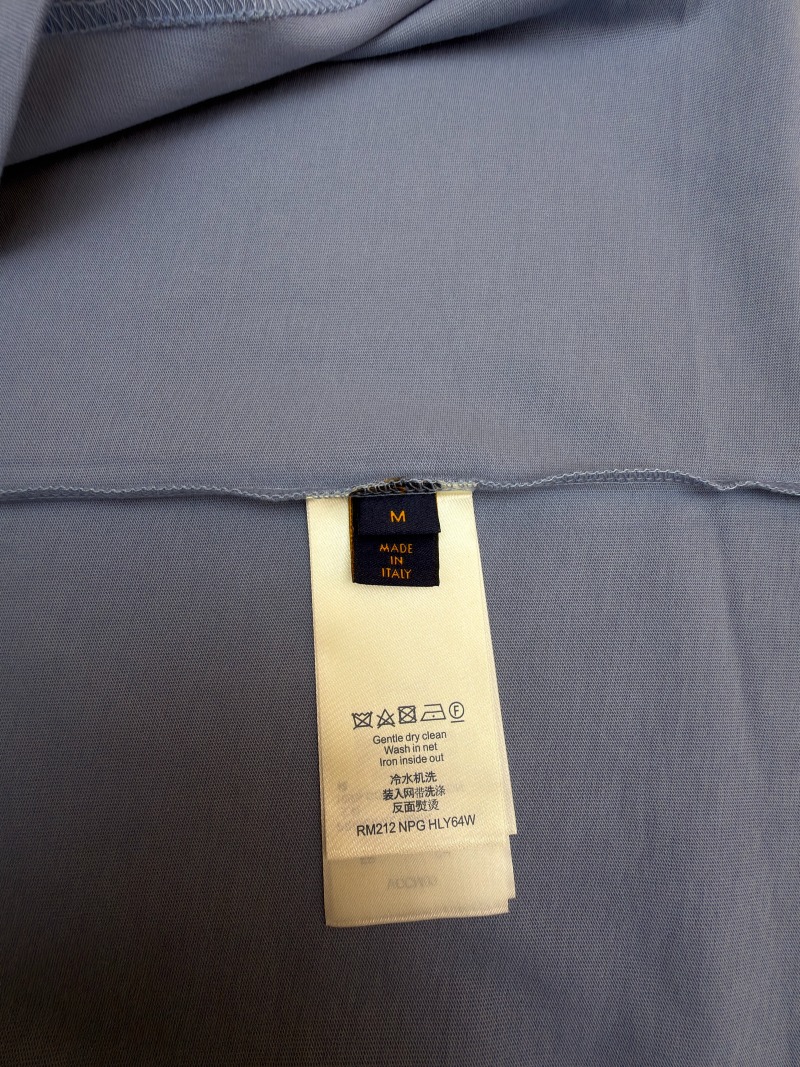 M
MADE
IN
ITALY
Gentle dry clean
Wash in net
Iron inside out
冷水机洗
装入网带洗涤
反面熨烫
RM212 NPG HLY64W